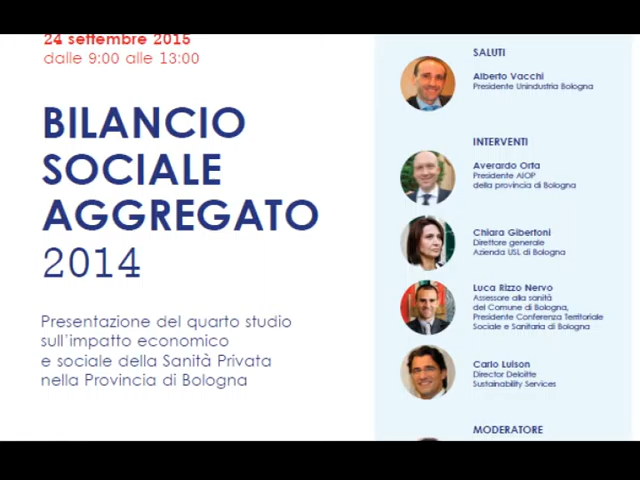 24 settembre 2015
dalle 9:00 alle 13:00
BILANCIO
SOCIALE
AGGREGATO
2014
Presentazione del quarto studio
sull'impatto economico
e sociale della Sanità Privata
nella Provincia di Bologna
SALUTI
Alberto Vacchi
Presidente Unindustria Bologna
INTERVENTI
Averardo Orta
Presidente AIOP
della provincia di Bologna
Chiara Gibertoni
Direttore generale
Azienda USL di Bologna
Luca Rizzo Nervo
Assessore alla sanità
del Comune di Bologna,
Presidente Conferenza Territoriale
Sociale e Sanitaria di Bologna
Carlo Luison
Director Deloitte
Sustainability Services
MODERATORE